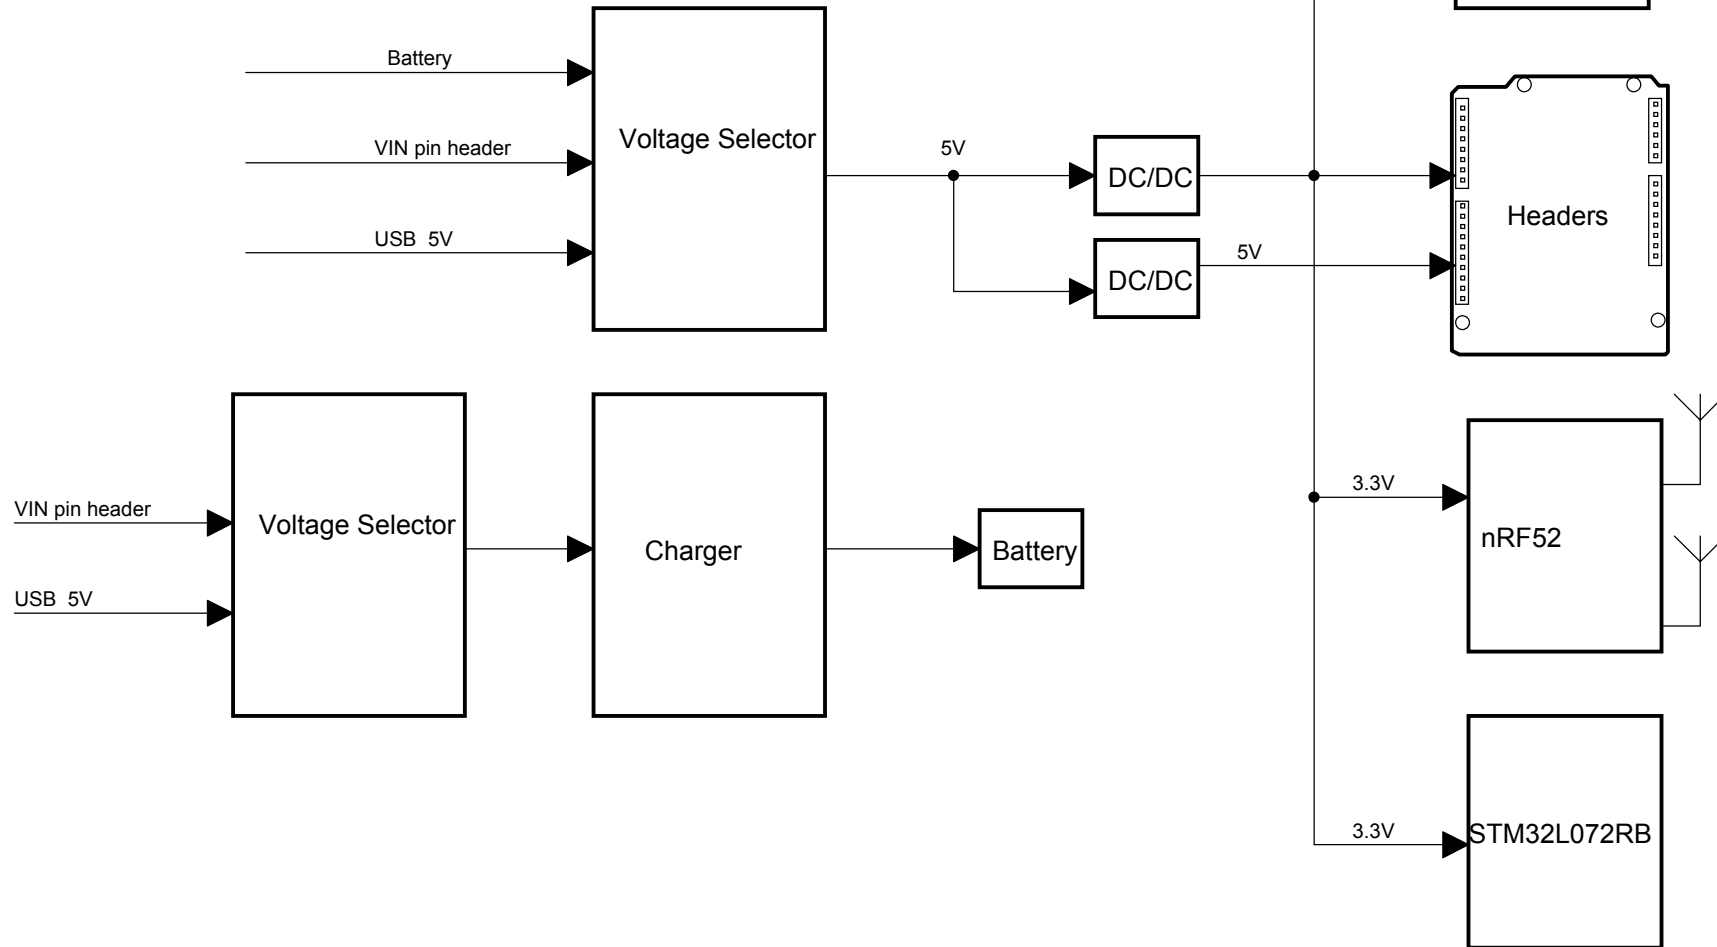 Battery
VIN pin header
USB 5V
Voltage Selector
5V
DC/DC
DC/DC
5V
Headers
VIN pin header
USB 5V
Voltage Selector
Charger
Battery
3.3V
nRF52
3.3V
STM32L072RB